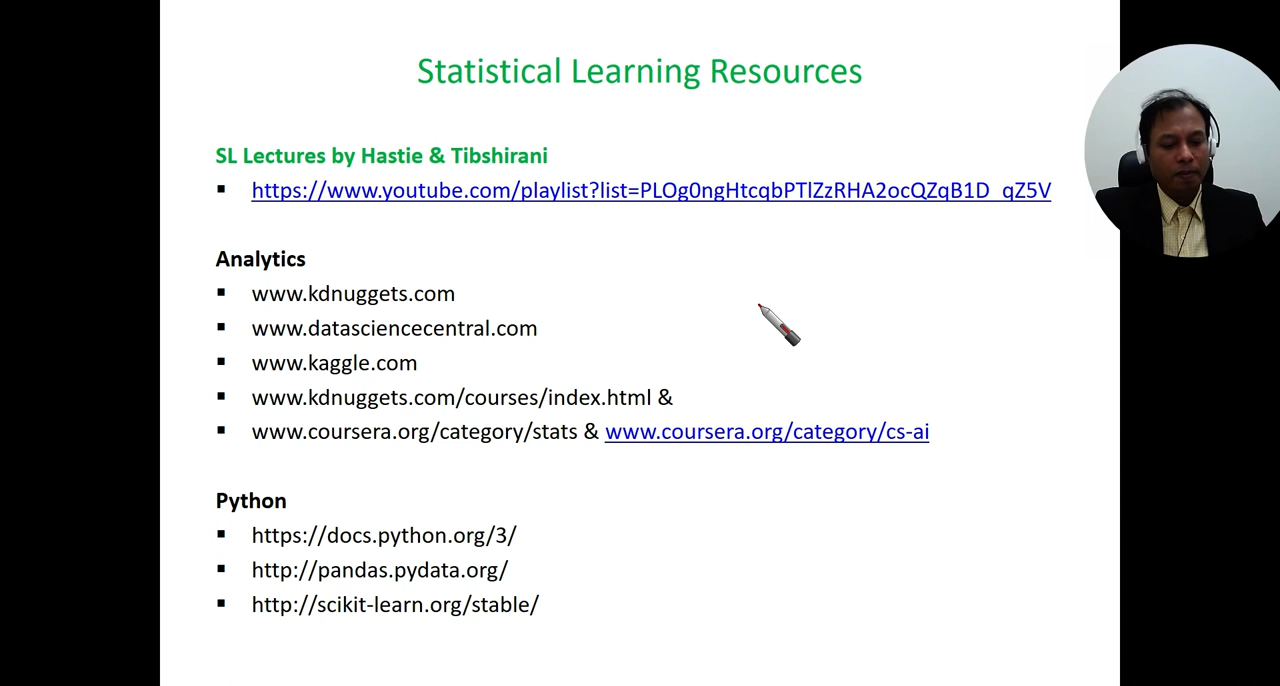 Statistical Learning Resources
SL Lectures by Hastie & Tibshirani
▪ https://www.youtube.com/playlist?list=PLOg0ngHtcqbPTlZzRHA2ocQZqB1D_qZ5V
Analytics
▪ www.kdnuggets.com
▪ www.datasciencecentral.com
▪ www.kaggle.com
▪ www.kdnuggets.com/courses/index.html &
▪ www.coursera.org/category/stats & www.coursera.org/category/cs-ai
Python
▪ https://docs.python.org/3/
▪ http://pandas.pydata.org/
▪ http://scikit-learn.org/stable/